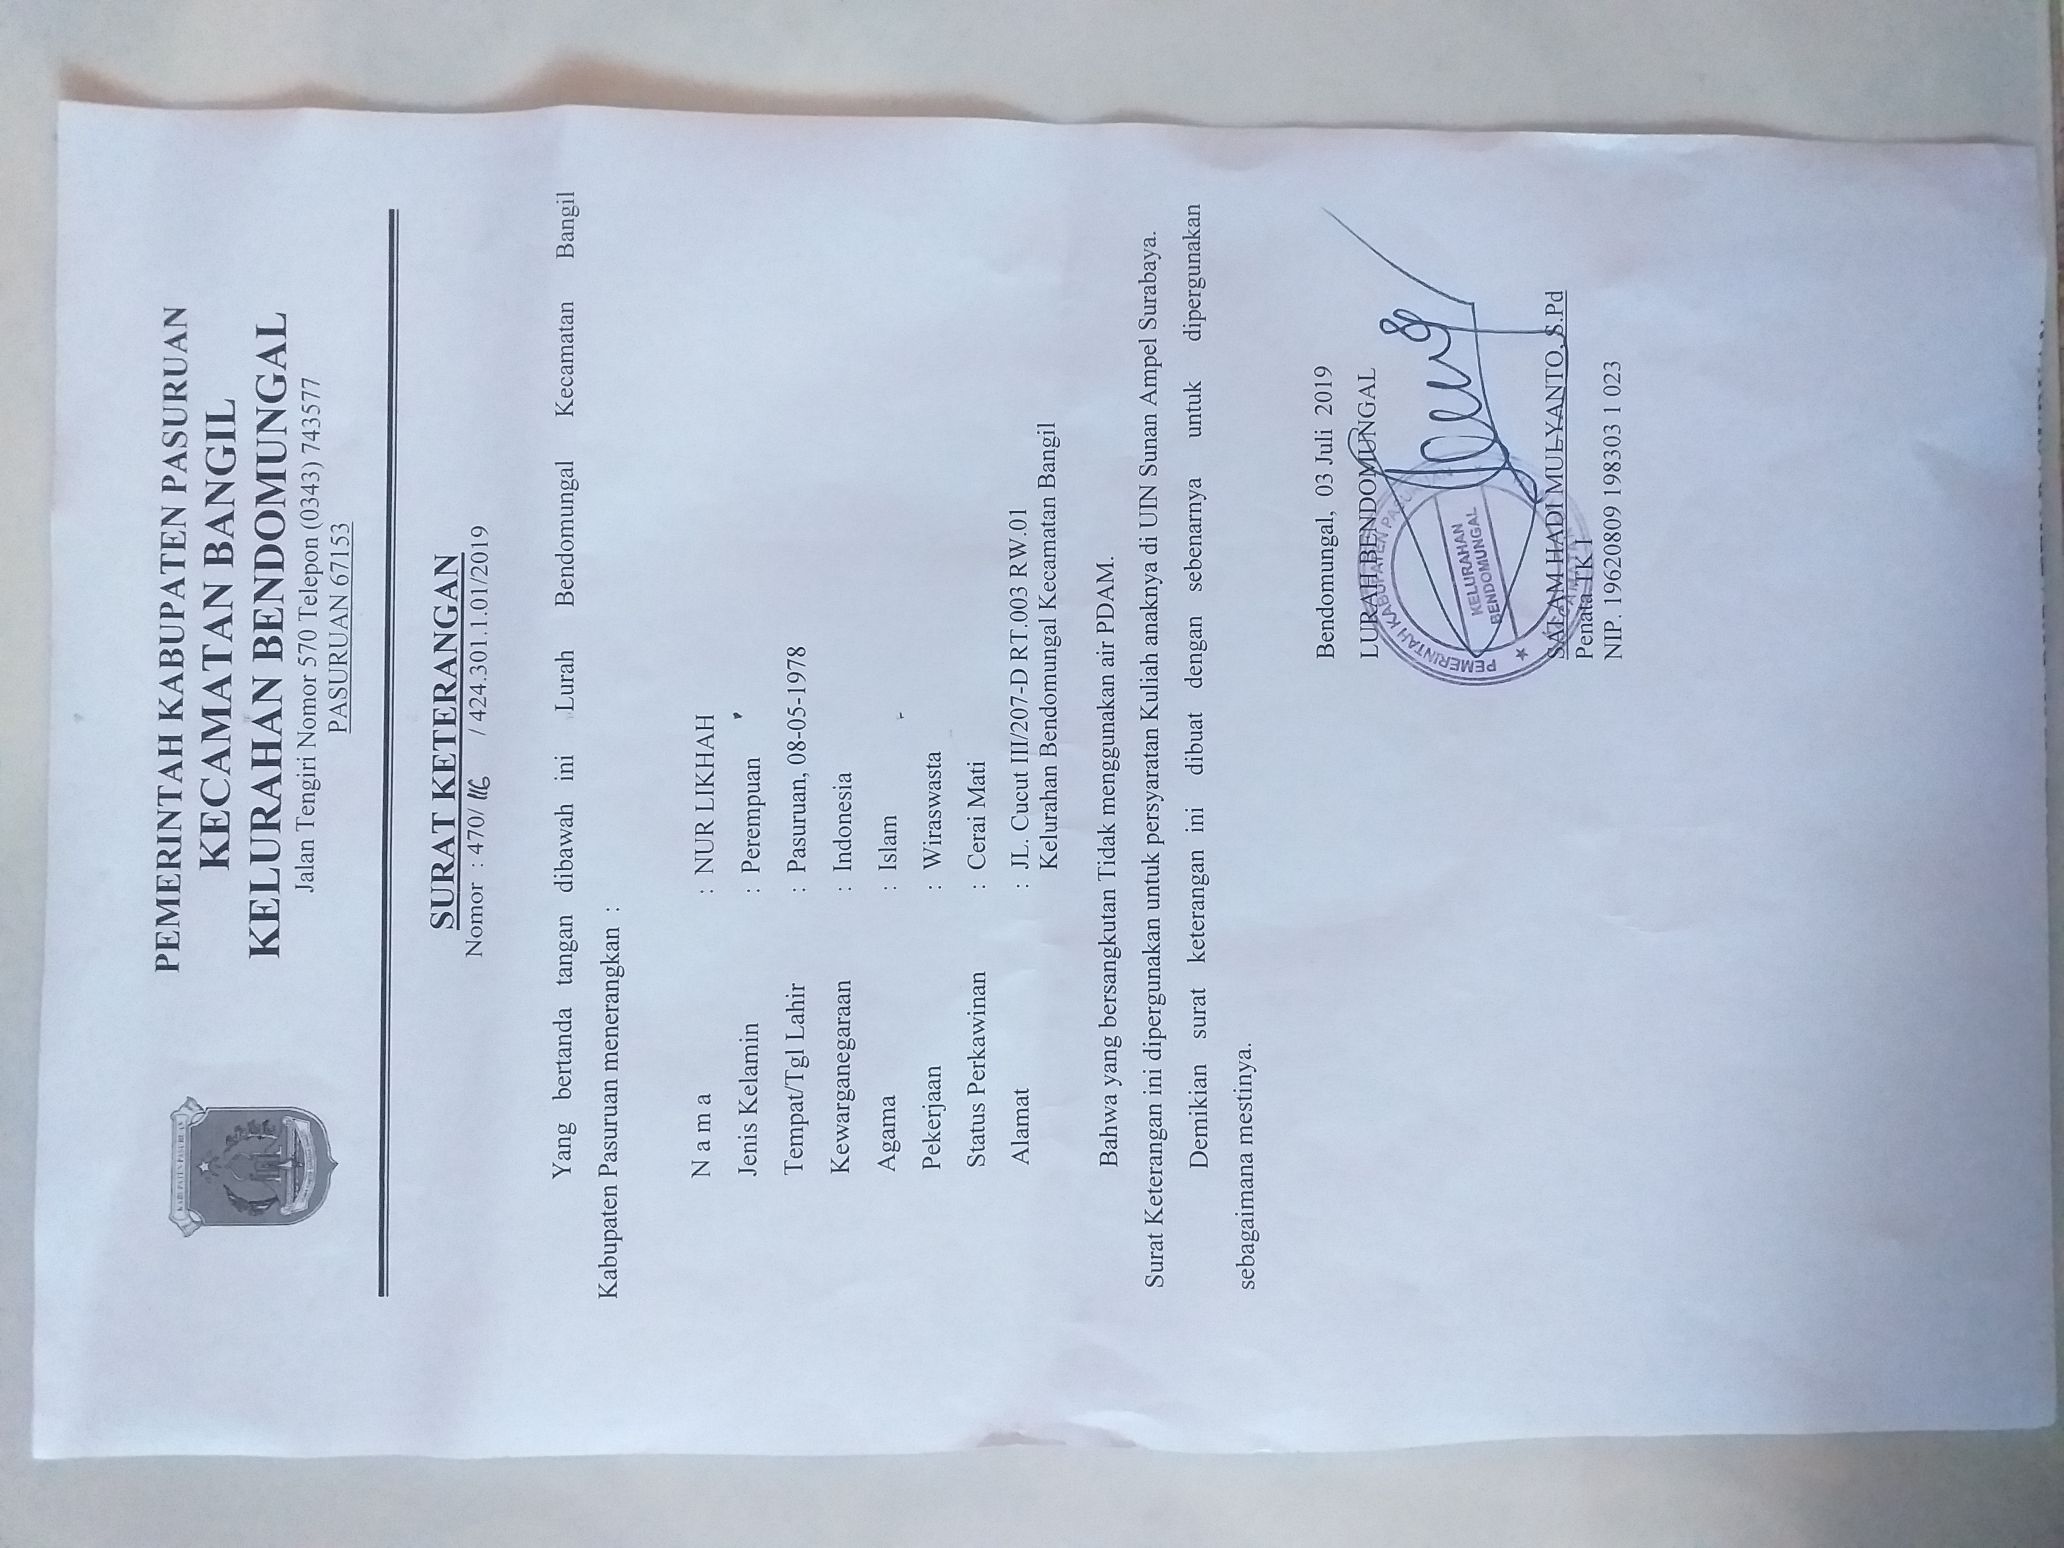 KABUPATEN PASURUAN
PEMERINTAH KABUPATEN PASURUAN
KECAMATAN BANGIL
KELURAHAN BENDOMUNGAL
Jalan Tengiri Nomor 570 Telepon (0343) 743577
PASURUAN 67153
SURAT KETERANGAN
Nomor : 470/ 116 / 424.301.1.01/2019
Yang bertanda tangan dibawah ini Lurah Bendomungal Kecamatan Bangil
Kabupaten Pasuruan menerangkan :
N a m a : NUR LIKHAH
Jenis Kelamin : Perempuan
Tempat/Tgl Lahir : Pasuruan, 08-05-1978
Kewarganegaraan : Indonesia
Agama : Islam
Pekerjaan : Wiraswasta
Status Perkawinan : Cerai Mati
Alamat : JL. Cucut III/207-D RT.003 RW.01
Kelurahan Bendomungal Kecamatan Bangil
Bahwa yang bersangkutan Tidak menggunakan air PDAM.
Surat Keterangan ini dipergunakan untuk persyaratan Kuliah anaknya di UIN Sunan Ampel Surabaya.
Demikian surat keterangan ini dibuat dengan sebenarnya untuk dipergunakan
sebagaimana mestinya.
Bendomungal, 03 Juli 2019
LURAH BENDOMUNGAL
PEMERINTAH KABUPATEN PASURUAN
KELURAHAN
BENDOMUNGAL
KECAMATAN
SALAM HADI MULYANTO, S.Pd
Penata TK I
NIP. 19620809 198303 1 023